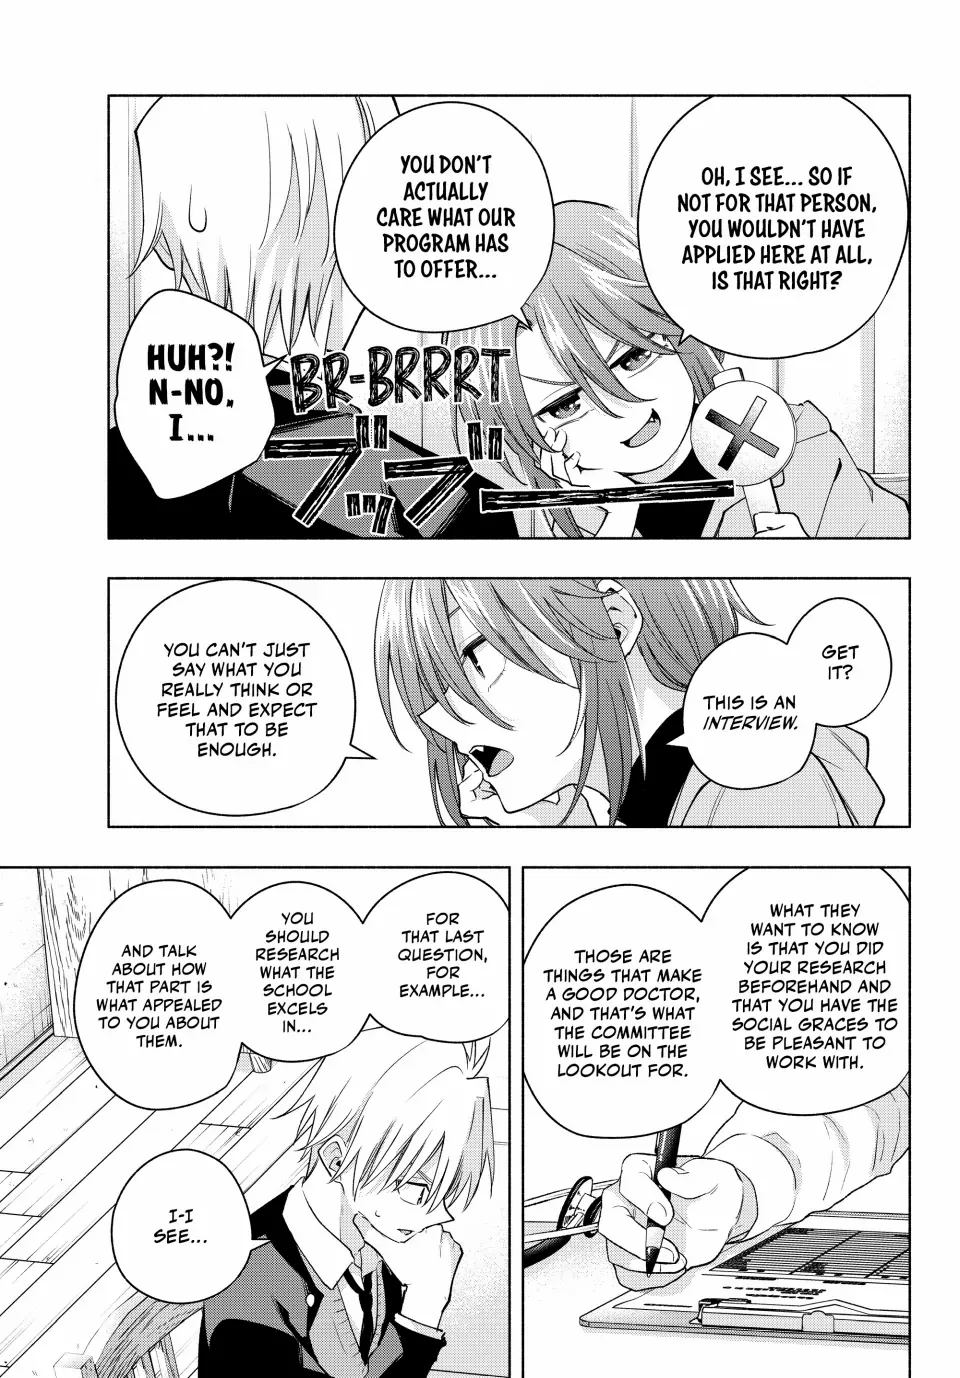 OH, I SEE... SO IF
NOT FOR THAT PERSON,
YOU WOULDN'T HAVE
APPLIED HERE AT ALL,
IS THAT RIGHT?
YOU DON'T
ACTUALLY
CARE WHAT OUR
PROGRAM HAS
TO OFFER...
BR-BRRRT
ブッブー
HUH?!
N-NO,
I...
GET
IT?
THIS IS AN
INTERVIEW.
YOU CAN'T JUST
SAY WHAT YOU
REALLY THINK OR
FEEL AND EXPECT
THAT TO BE
ENOUGH.
WHAT THEY
WANT TO KNOW
IS THAT YOU DID
YOUR RESEARCH
BEFOREHAND AND
THAT YOU HAVE THE
SOCIAL GRACES TO
BE PLEASANT TO
WORK WITH.
THOSE ARE
THINGS THAT MAKE
A GOOD DOCTOR,
AND THAT'S WHAT
THE COMMITTEE
WILL BE ON THE
LOOKOUT FOR.
FOR
THAT LAST
QUESTION,
FOR
EXAMPLE...
YOU
SHOULD
RESEARCH
WHAT THE
SCHOOL
EXCELS
IN...
AND TALK
ABOUT HOW
THAT PART IS
WHAT APPEALED
TO YOU ABOUT
THEM.
I-I
SEE...